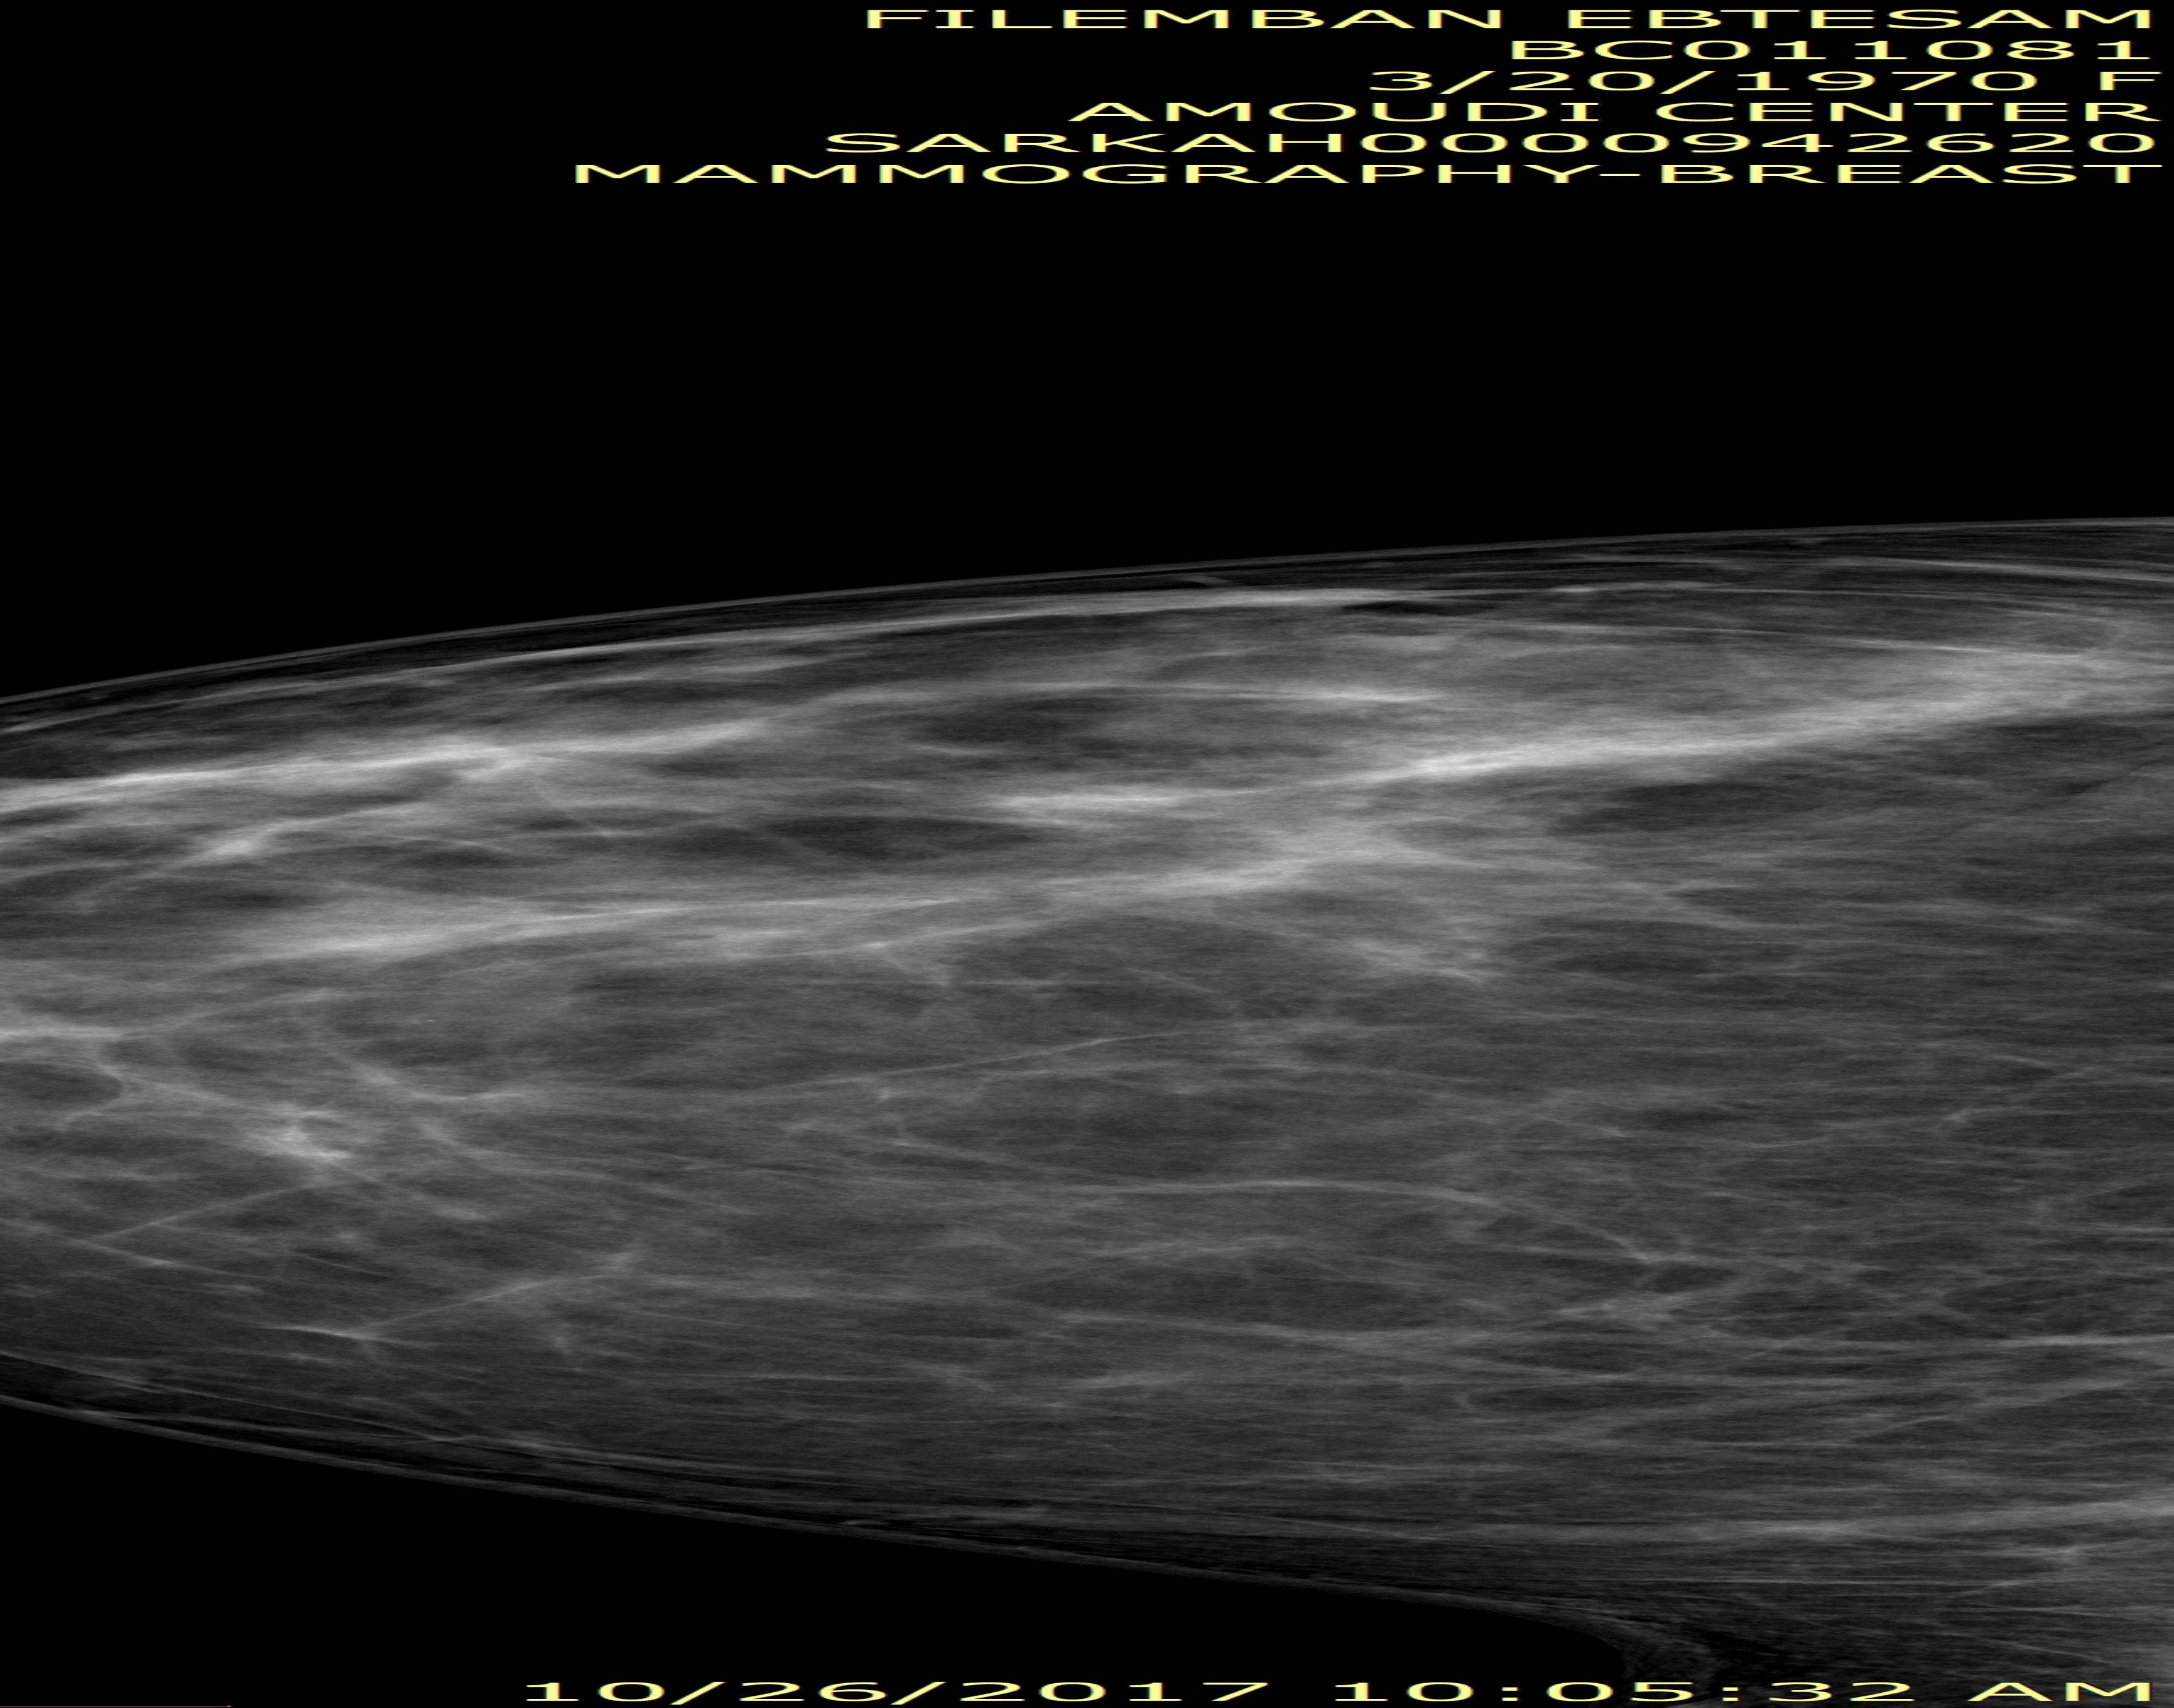 FILEMBAN EBTESAM
BC011081
3/20/1970 F
AMOUDI CENTER
SARKAH0000942620
MAMMOGRAPHY-BREAST
10/26/2017 10:05:32 AM